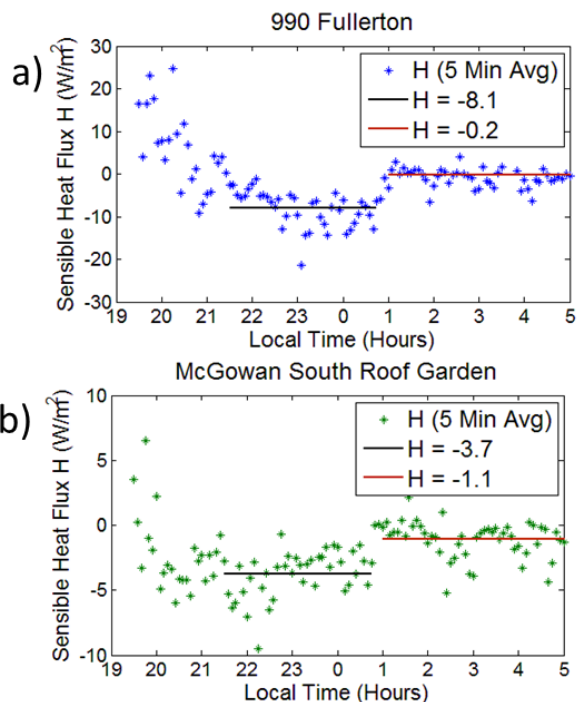 990 Fullerton
a)
Sensible Heat Flux H (W/m²)
30
20
10
0
-10
-20
-30
H (5 Min Avg)
H = -8.1
H = -0.2
19 20 21 22 23 0 1 2 3 4 5
Local Time (Hours)
McGowan South Roof Garden
b)
Sensible Heat Flux H (W/m²)
10
5
0
-5
-10
H (5 Min Avg)
H = -3.7
H = -1.1
19 20 21 22 23 0 1 2 3 4 5
Local Time (Hours)